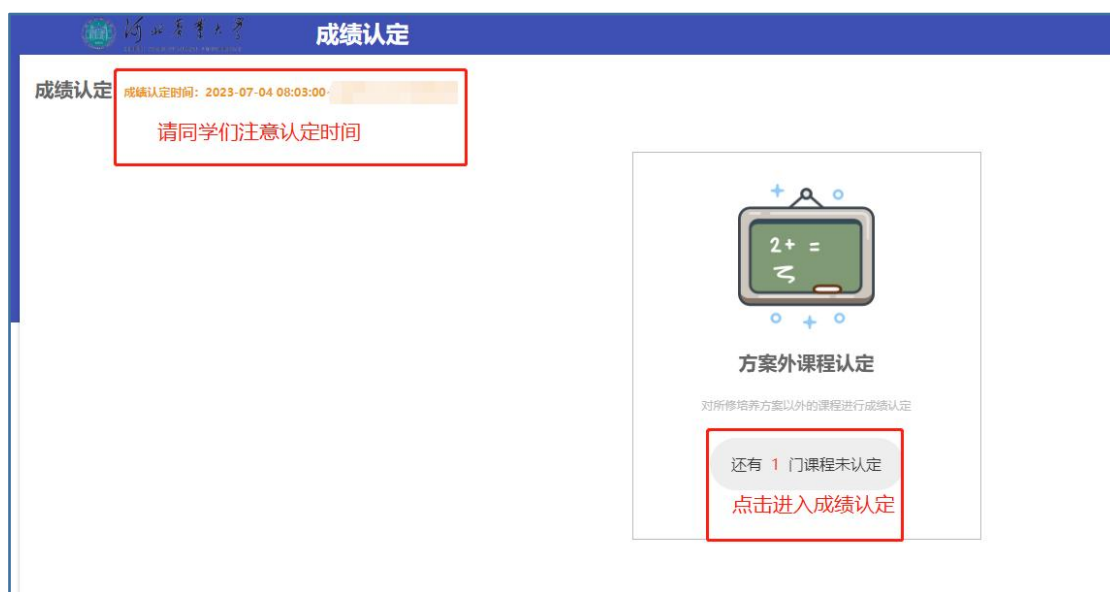 成绩认定
成绩认定 成绩认定时间：2023-07-04 08:03:00-
请同学们注意认定时间
2+ =
方案外课程认定
对所修培养方案以外的课程进行成绩认定
还有 1 门课程未认定
点击进入成绩认定